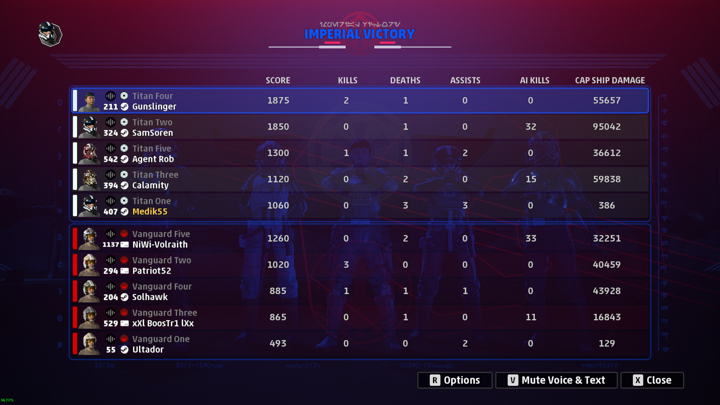 IMPERIAL VICTORY
SCORE KILLS DEATHS ASSISTS AI KILLS CAP SHIP DAMAGE
Titan Four
211 Gunslinger 1875 2 1 0 0 55657
Titan Two
324 SamSoren 1850 0 1 0 32 95042
Titan Five
542 Agent Rob 1300 1 1 2 0 36612
Titan Three
394 Calamity 1120 0 2 0 15 59838
Titan One
407 Medik55 1060 0 3 3 0 386
Vanguard Five
1137 NiWi-Volraith 1260 0 2 0 33 32251
Vanguard Two
294 Patriot52 1020 3 0 0 0 40459
Vanguard Four
204 Solhawk 885 1 1 1 0 43928
Vanguard Three
529 xXl BoosTr1 lXx 865 0 1 0 11 16843
Vanguard One
55 Ultador 493 0 0 2 0 129
R Options V Mute Voice & Text X Close